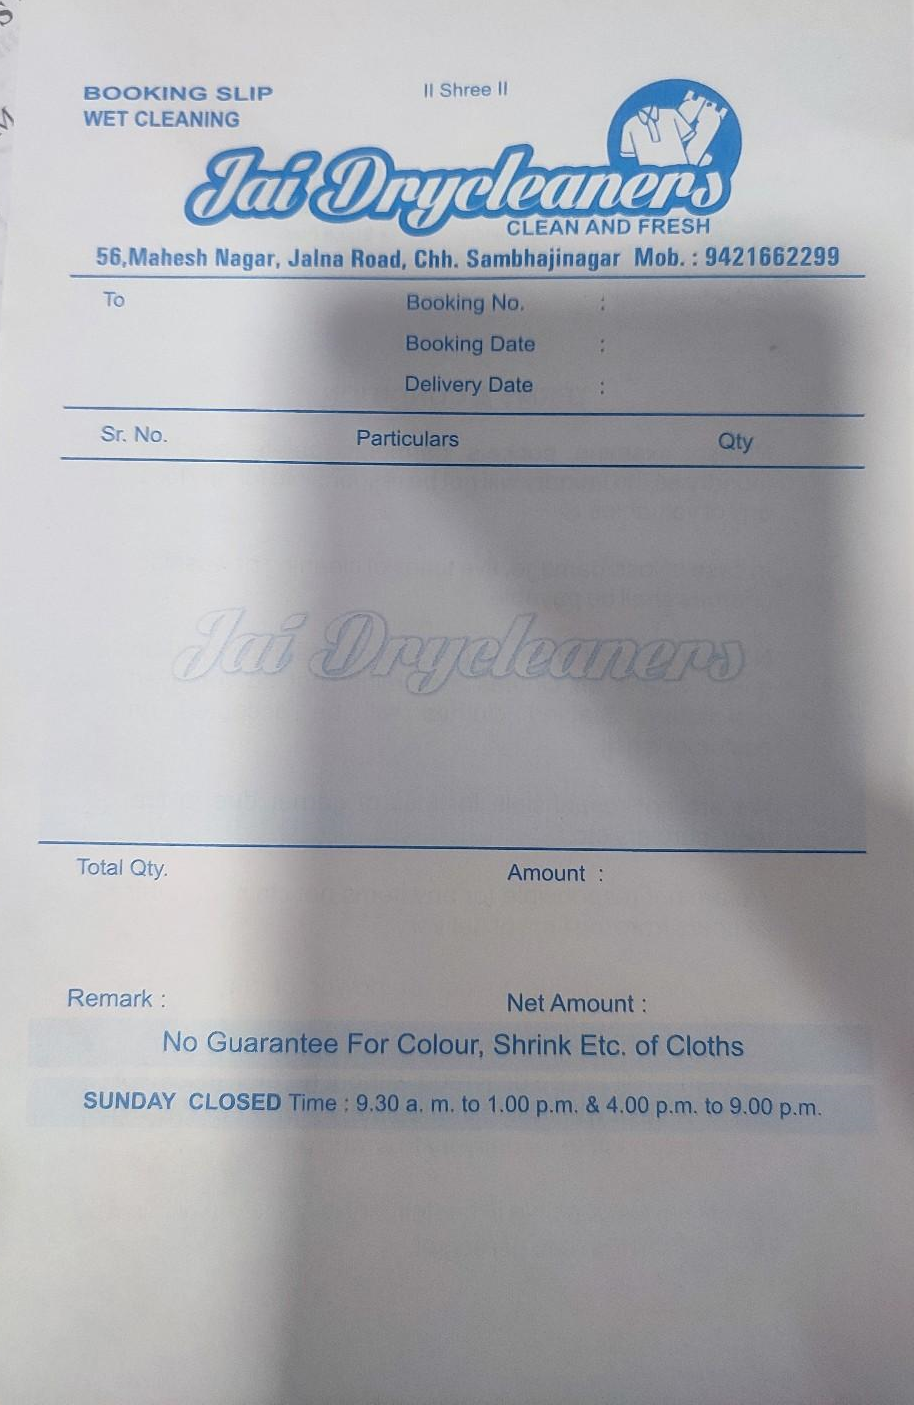 BOOKING SLIP
II Shree II
WET CLEANING
Jai Drycleaners
CLEAN AND FRESH
56,Mahesh Nagar, Jalna Road, Chh. Sambhajinagar Mob. : 9421662299
To
Booking No. :
Booking Date :
Delivery Date :
Sr. No. Particulars Qty
Jai Drycleaners
Total Qty. Amount :
Remark : Net Amount :
No Guarantee For Colour, Shrink Etc. of Cloths
SUNDAY CLOSED Time : 9.30 a. m. to 1.00 p.m. & 4.00 p.m. to 9.00 p.m.